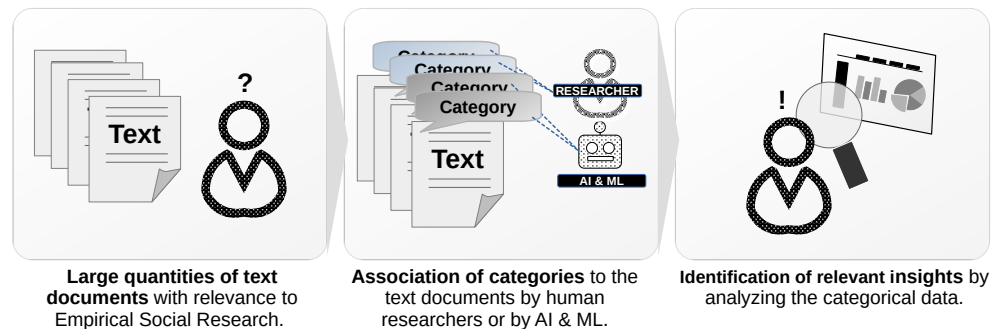 ?
Text
Category
Category
Category
Category
Text
RESEARCHER
AI & ML
!
Large quantities of text
documents with relevance to
Empirical Social Research.
Association of categories to the
text documents by human
researchers or by AI & ML.
Identification of relevant insights by
analyzing the categorical data.